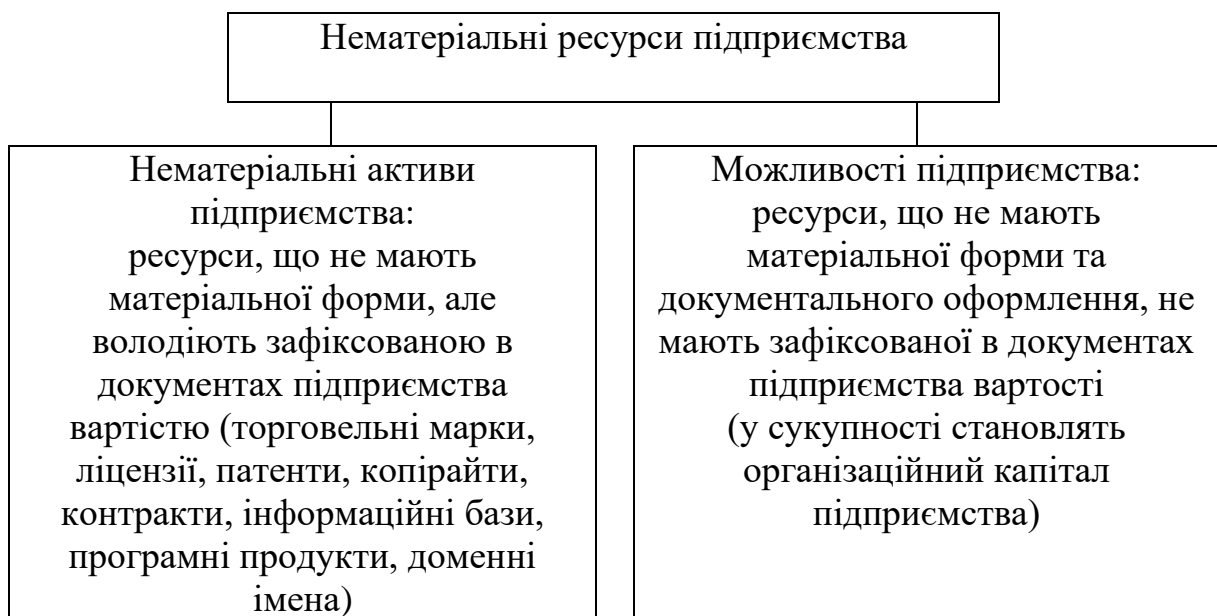 Нематеріальні ресурси підприємства
Нематеріальні активи
підприємства:
ресурси, що не мають
матеріальної форми, але
володіють зафіксованою в
документах підприємства
вартістю (торговельні марки,
ліцензії, патенти, копірайти,
контракти, інформаційні бази,
програмні продукти, доменні
імена)
Можливості підприємства:
ресурси, що не мають
матеріальної форми та
документального оформлення, не
мають зафіксованої в документах
підприємства вартості
(у сукупності становлять
організаційний капітал
підприємства)